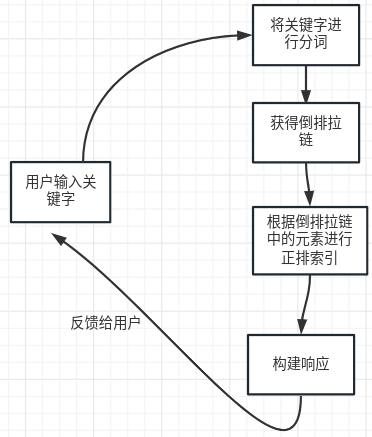 将关键字进
行分词
获得倒排拉
链
用户输入关
键字
根据倒排拉链
中的元素进行
正排索引
反馈给用户
构建响应